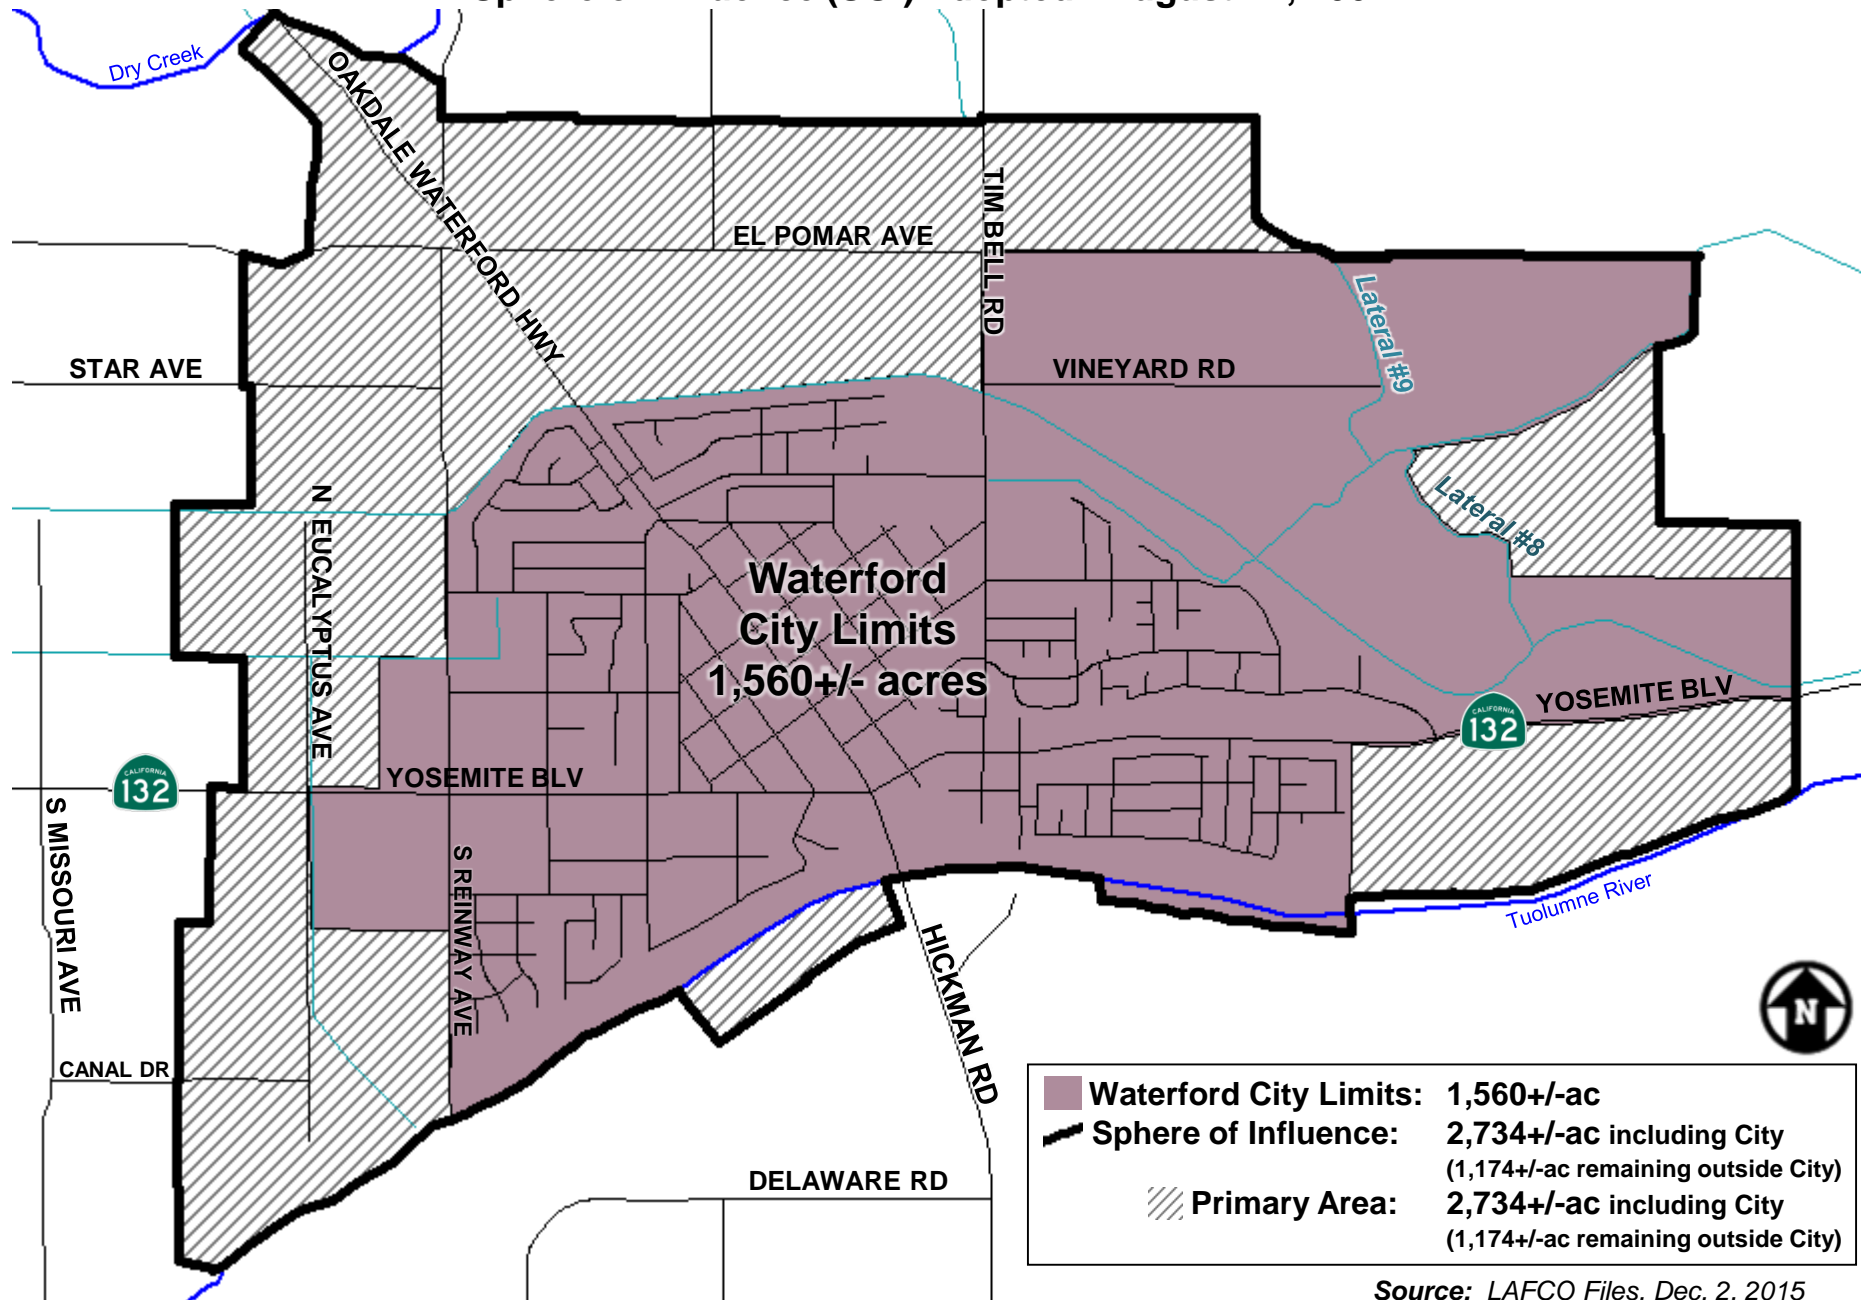 Dry Creek
OAKDALE WATERFORD HWY
TIM BELL RD
EL POMAR AVE
STAR AVE
VINEYARD RD
Lateral #9
Lateral #8
N EUCALYPTUS AVE
Waterford
City Limits
1,560+/- acres
YOSEMITE BLV
CALIFORNIA
132
CALIFORNIA
132
YOSEMITE BLV
S MISSOURI AVE
S REINWAY AVE
HICKMAN RD
Tuolumne River
N
CANAL DR
DELAWARE RD
Waterford City Limits: 1,560+/-ac
Sphere of Influence: 2,734+/-ac including City
(1,174+/-ac remaining outside City)
Primary Area: 2,734+/-ac including City
(1,174+/-ac remaining outside City)
Source: LAFCO Files, Dec. 2, 2015